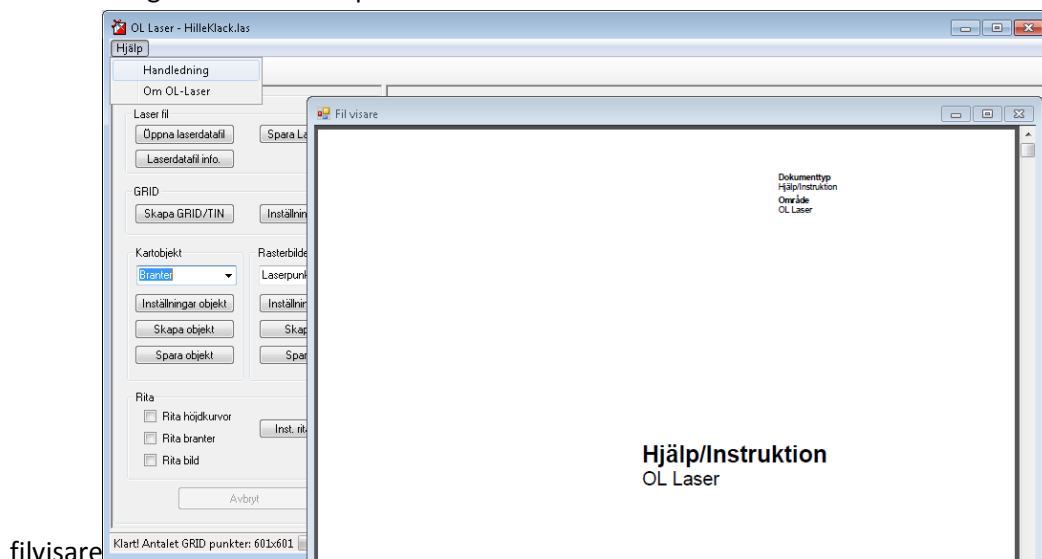 OL Laser - HilleKlack.las
Hjälp
Handledning
Om OL-Laser
Laser fil
Öppna laserdatafil
Laserdatafil info.
GRID
Skapa GRID/TIN
Kartobjekt
Branter
Inställningar objekt
Skapa objekt
Spara objekt
Rita
Rita höjdkurvor
Rita branter
Rita bild
Avbryt
Klart! Antalet GRID punkter: 601x601
Fil visare
Dokumenttyp
Hjälp/Instruktion
Område
OL Laser
Hjälp/Instruktion
OL Laser
filvisare